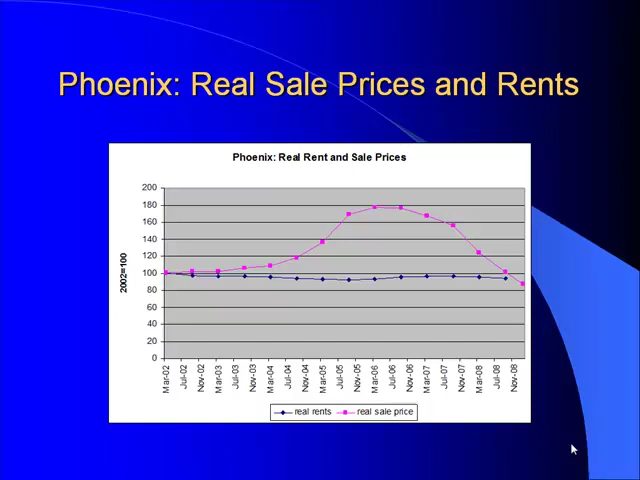 Phoenix: Real Sale Prices and Rents
Phoenix: Real Rent and Sale Prices
2002=100
200
180
160
140
120
100
80
60
40
20
0
Mar-02
Jul-02
Nov-02
Mar-03
Jul-03
Nov-03
Mar-04
Jul-04
Nov-04
Mar-05
Jul-05
Nov-05
Mar-06
Jul-06
Nov-06
Mar-07
Jul-07
Nov-07
Mar-08
Jul-08
Nov-08
real rents
real sale price